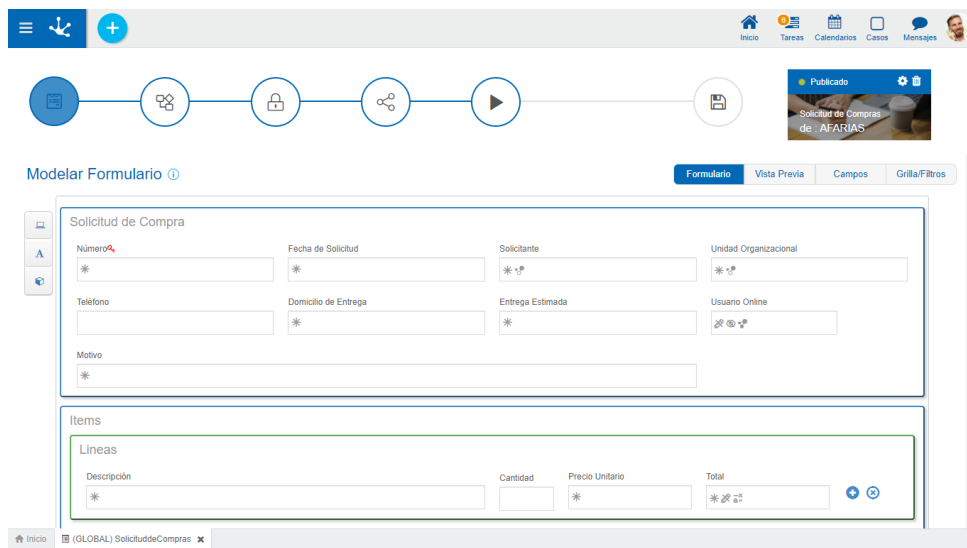 6
Inicio Tareas Calendarios Casos Mensajes
Publicado
Solicitud de Compras
de : AFARIAS
Modelar Formulario
Formulario Vista Previa Campos Grilla/Filtros
Solicitud de Compra
Número Fecha de Solicitud Solicitante Unidad Organizacional
Teléfono Domicilio de Entrega Entrega Estimada Usuario Online
Motivo
Items
Lineas
Descripción Cantidad Precio Unitario Total
Inicio (GLOBAL) SolicituddeCompras